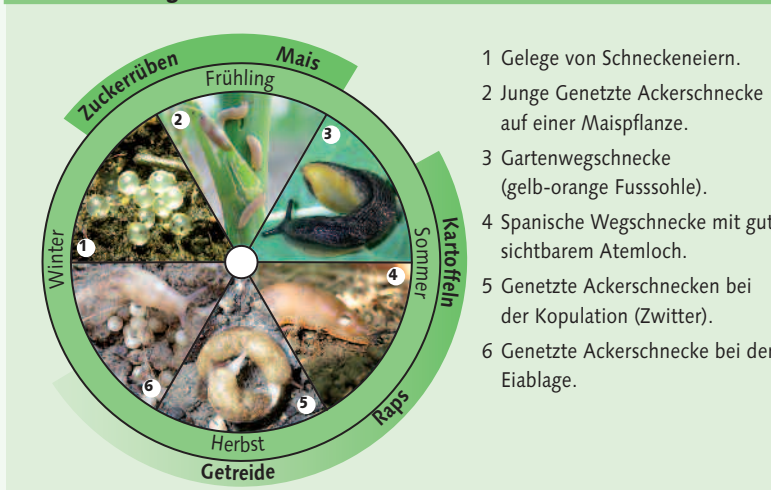 Zuckerrüben
Mais
Frühling
Kartoffeln
Sommer
Winter
Raps
Herbst
Getreide
1
2
3
4
5
6
1 Gelege von Schneckeneiern.
2 Junge Genetzte Ackerschnecke
auf einer Maispflanze.
3 Gartenwegschnecke
(gelb-orange Fusssohle).
4 Spanische Wegschnecke mit gut
sichtbarem Atemloch.
5 Genetzte Ackerschnecken bei
der Kopulation (Zwitter).
6 Genetzte Ackerschnecke bei der
Eiablage.